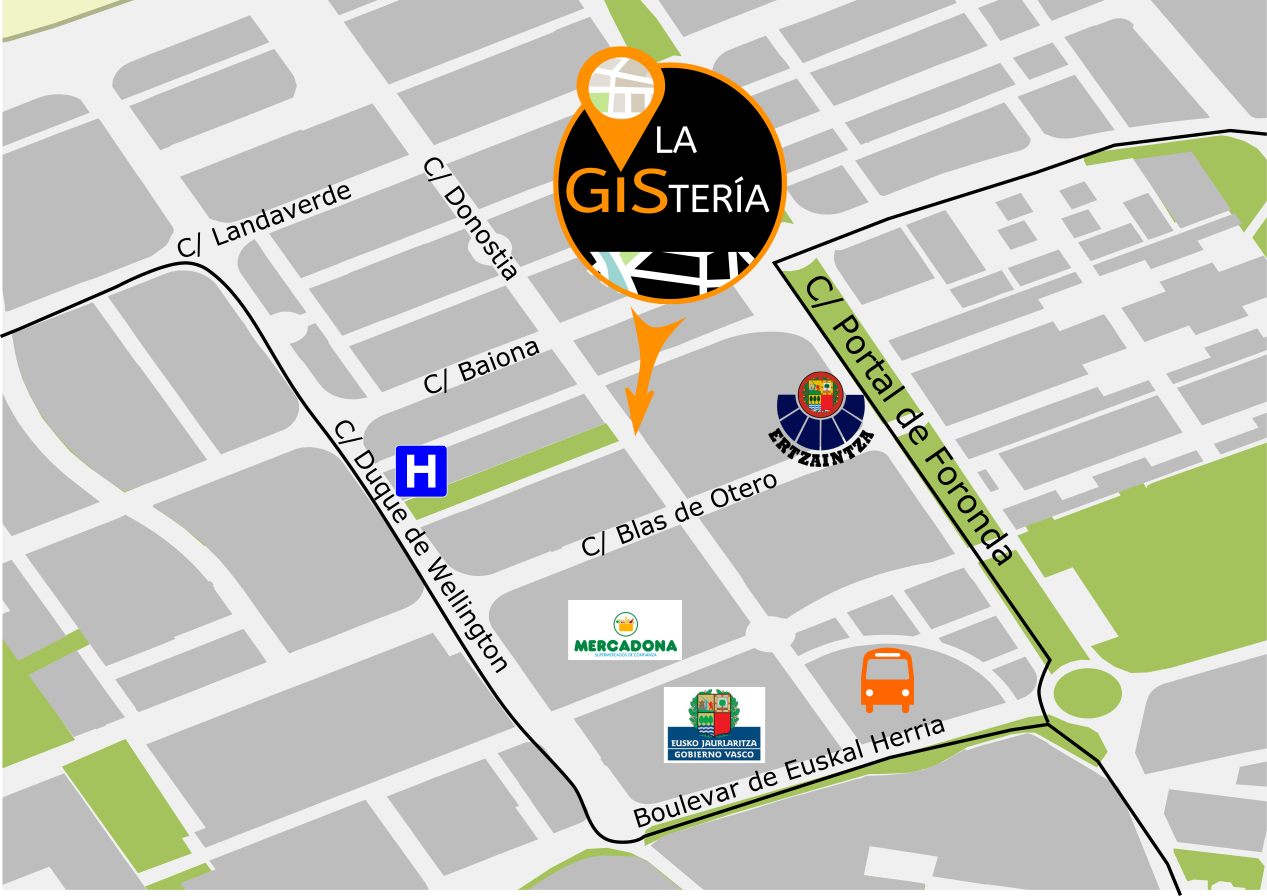 LA
GISTERÍA
C/ Landaverde
C/ Donostia
C/ Baiona
C/ Portal de Foronda
ERTZAINTZA
H
C/ Duque de Wellington
C/ Blas de Otero
MERCADONA
SUPERMERCADOS DE CONFIANZA
EUSKO JAURLARITZA
GOBIERNO VASCO
Boulevar de Euskal Herria